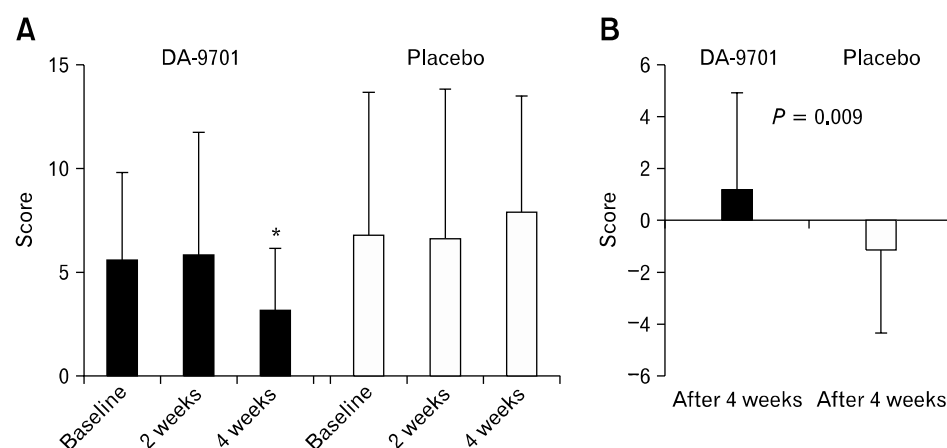 A
DA-9701
Placebo
15
10
5
0
Score
*
Baseline
2 weeks
4 weeks
Baseline
2 weeks
4 weeks
B
DA-9701
Placebo
6
4
2
0
−2
−4
−6
Score
P = 0.009
After 4 weeks
After 4 weeks